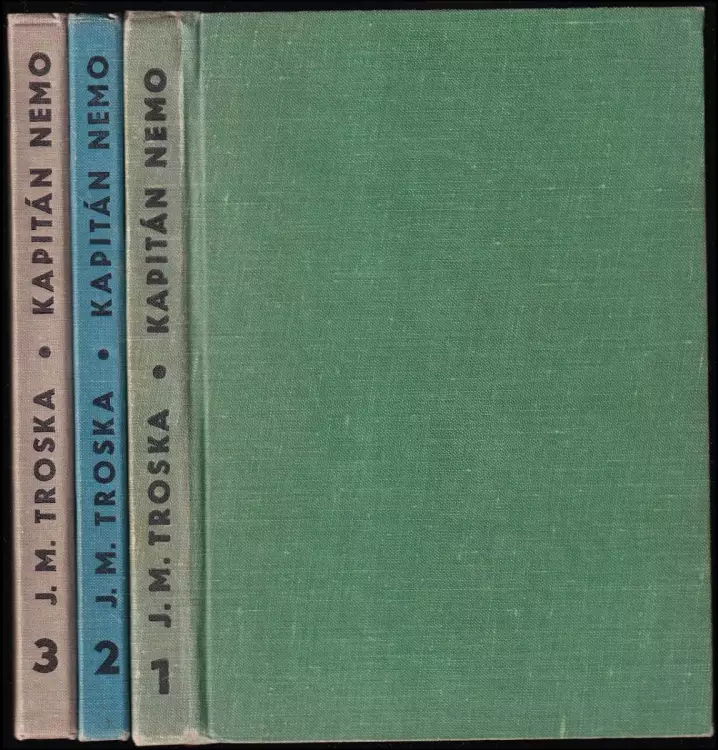 3 J. M. TROSKA • KAPITÁN NEMO
2 J. M. TROSKA • KAPITÁN NEMO
1 J. M. TROSKA • KAPITÁN NEMO